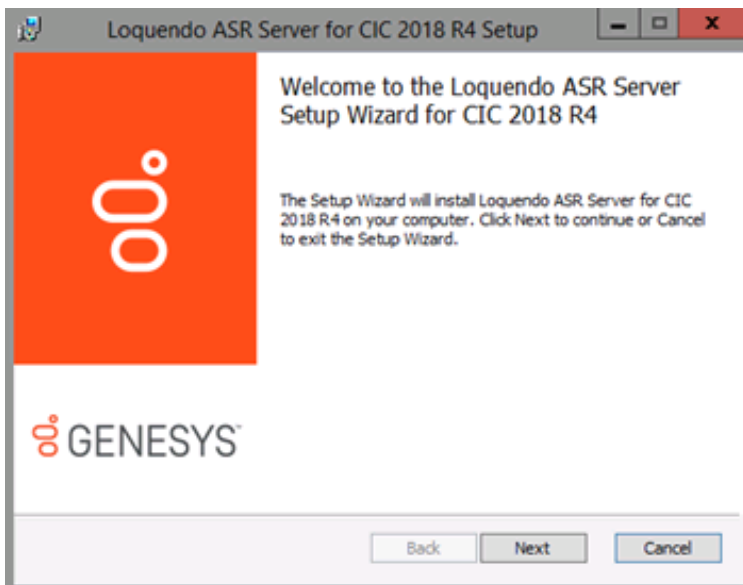 Loquendo ASR Server for CIC 2018 R4 Setup
Welcome to the Loquendo ASR Server
Setup Wizard for CIC 2018 R4
The Setup Wizard will install Loquendo ASR Server for CIC
2018 R4 on your computer. Click Next to continue or Cancel
to exit the Setup Wizard.
GENESYS™
Back Next Cancel